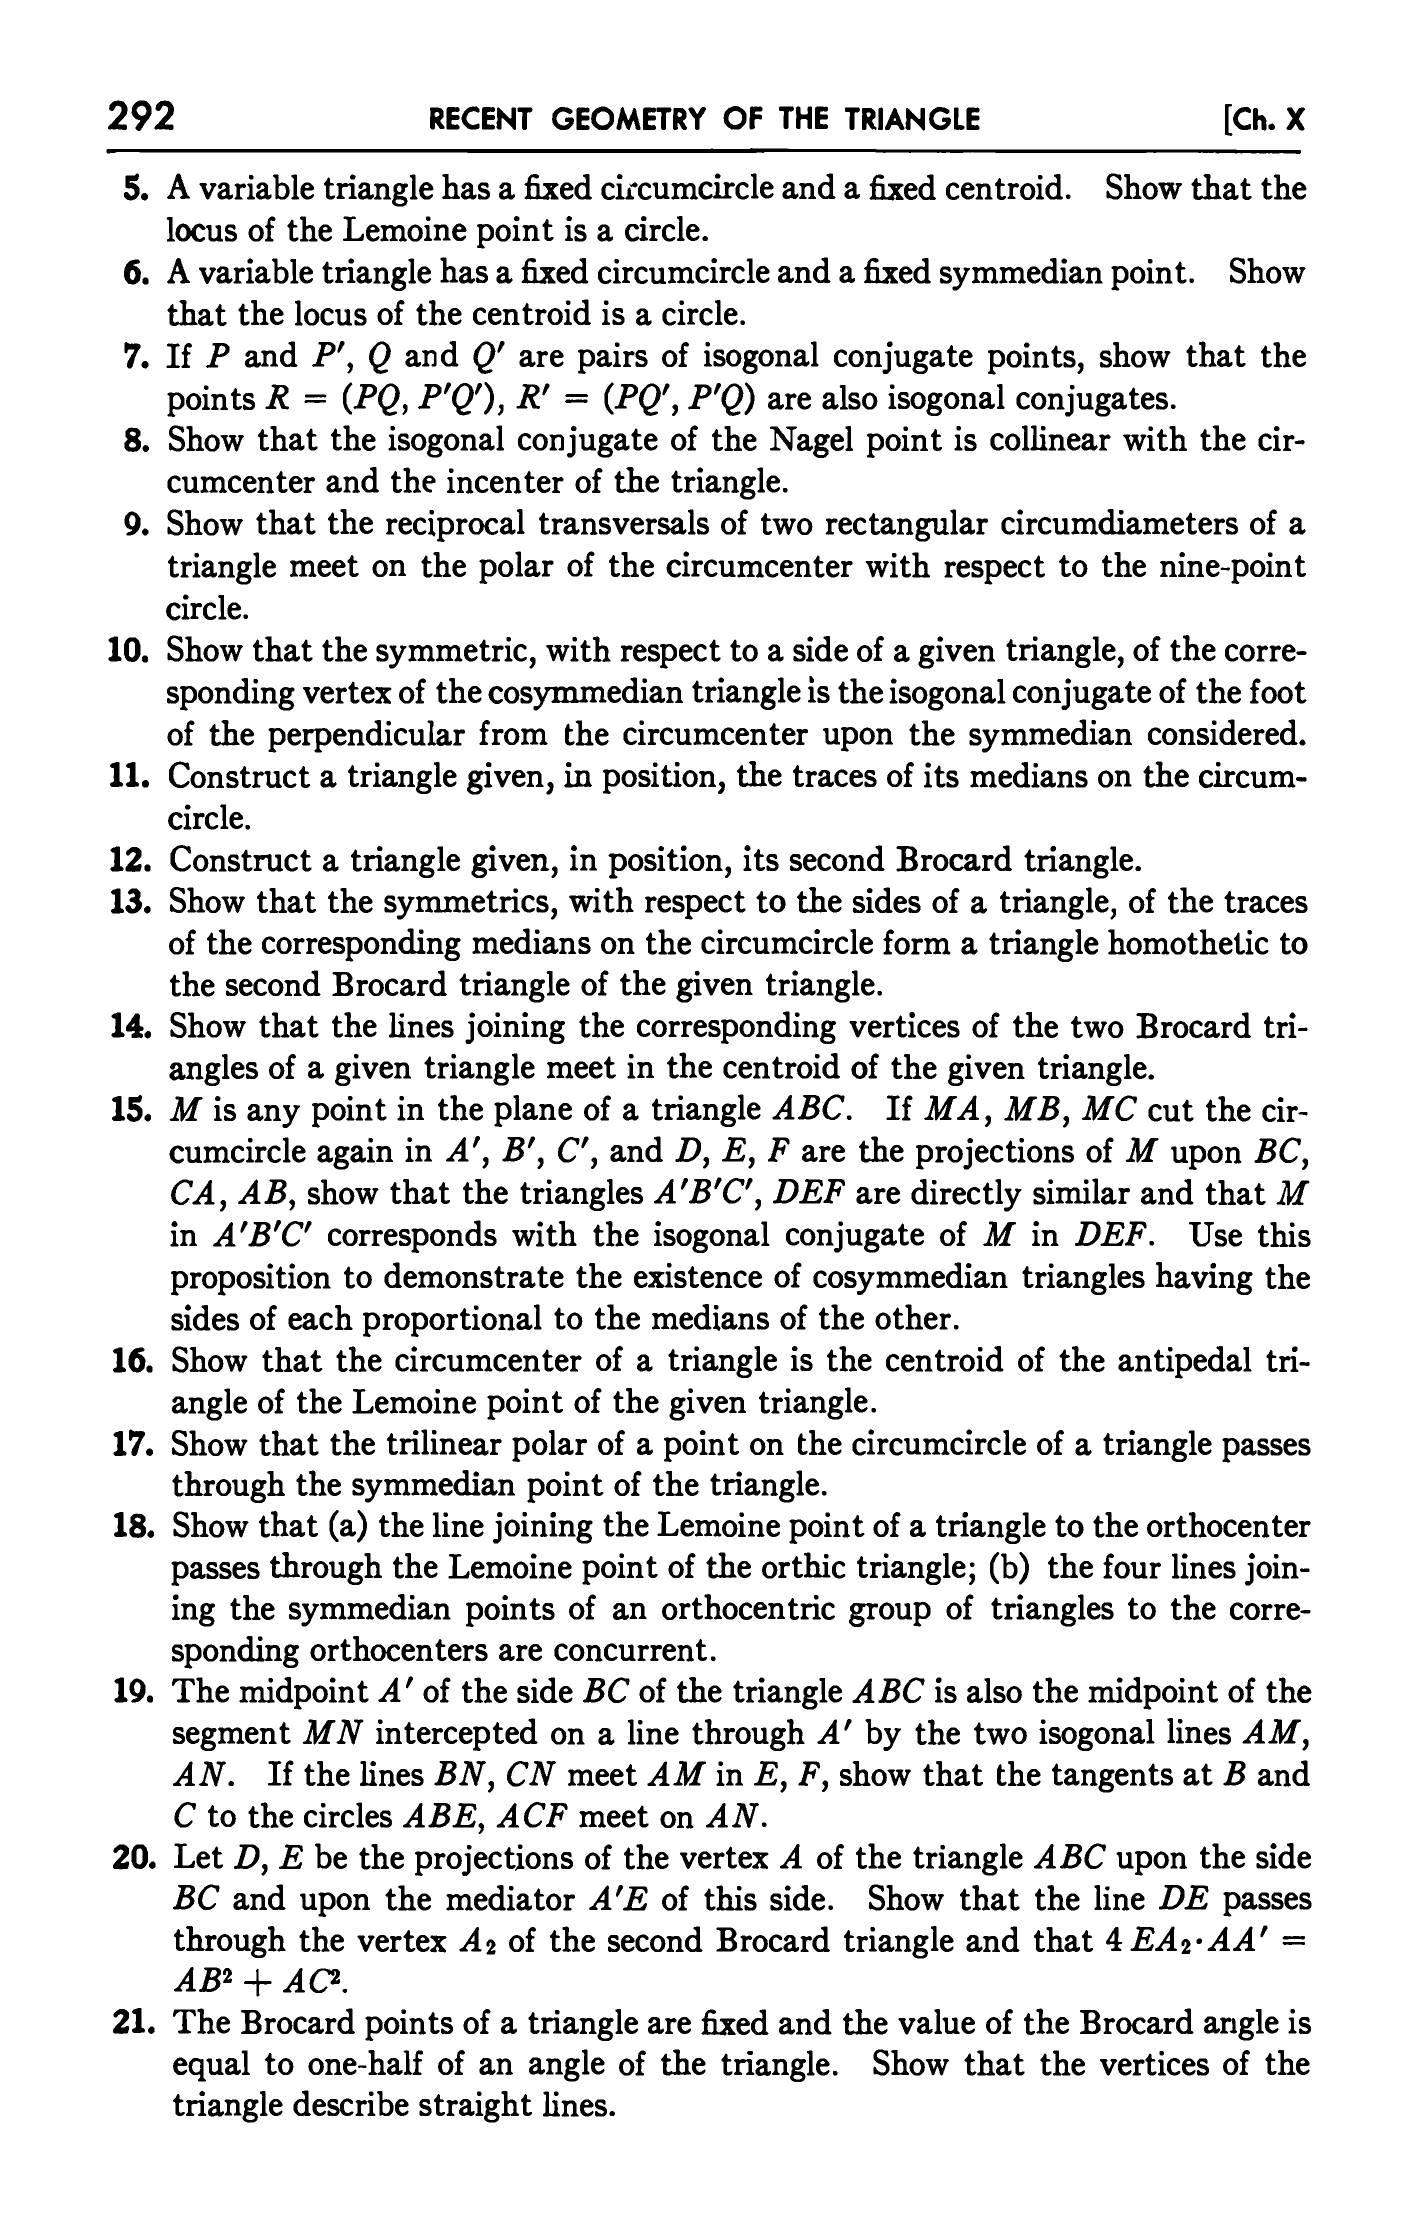 292 RECENT GEOMETRY OF THE TRIANGLE [Ch. X
5. A variable triangle has a fixed circumcircle and a fixed centroid. Show that the
locus of the Lemoine point is a circle.
6. A variable triangle has a fixed circumcircle and a fixed symmedian point. Show
that the locus of the centroid is a circle.
7. If P and P′, Q and Q′ are pairs of isogonal conjugate points, show that the
points R = (PQ, P′Q′), R′ = (PQ′, P′Q) are also isogonal conjugates.
8. Show that the isogonal conjugate of the Nagel point is collinear with the cir-
cumcenter and the incenter of the triangle.
9. Show that the reciprocal transversals of two rectangular circumdiameters of a
triangle meet on the polar of the circumcenter with respect to the nine-point
circle.
10. Show that the symmetric, with respect to a side of a given triangle, of the corre-
sponding vertex of the cosymmedian triangle is the isogonal conjugate of the foot
of the perpendicular from the circumcenter upon the symmedian considered.
11. Construct a triangle given, in position, the traces of its medians on the circum-
circle.
12. Construct a triangle given, in position, its second Brocard triangle.
13. Show that the symmetrics, with respect to the sides of a triangle, of the traces
of the corresponding medians on the circumcircle form a triangle homothetic to
the second Brocard triangle of the given triangle.
14. Show that the lines joining the corresponding vertices of the two Brocard tri-
angles of a given triangle meet in the centroid of the given triangle.
15. M is any point in the plane of a triangle ABC. If MA, MB, MC cut the cir-
cumcircle again in A′, B′, C′, and D, E, F are the projections of M upon BC,
CA, AB, show that the triangles A′B′C′, DEF are directly similar and that M
in A′B′C′ corresponds with the isogonal conjugate of M in DEF. Use this
proposition to demonstrate the existence of cosymmedian triangles having the
sides of each proportional to the medians of the other.
16. Show that the circumcenter of a triangle is the centroid of the antipedal tri-
angle of the Lemoine point of the given triangle.
17. Show that the trilinear polar of a point on the circumcircle of a triangle passes
through the symmedian point of the triangle.
18. Show that (a) the line joining the Lemoine point of a triangle to the orthocenter
passes through the Lemoine point of the orthic triangle; (b) the four lines join-
ing the symmedian points of an orthocentric group of triangles to the corre-
sponding orthocenters are concurrent.
19. The midpoint A′ of the side BC of the triangle ABC is also the midpoint of the
segment MN intercepted on a line through A′ by the two isogonal lines AM,
AN. If the lines BN, CN meet AM in E, F, show that the tangents at B and
C to the circles ABE, ACF meet on AN.
20. Let D, E be the projections of the vertex A of the triangle ABC upon the side
BC and upon the mediator A′E of this side. Show that the line DE passes
through the vertex A₂ of the second Brocard triangle and that 4 EA₂·AA′ =
AB² + AC².
21. The Brocard points of a triangle are fixed and the value of the Brocard angle is
equal to one-half of an angle of the triangle. Show that the vertices of the
triangle describe straight lines.